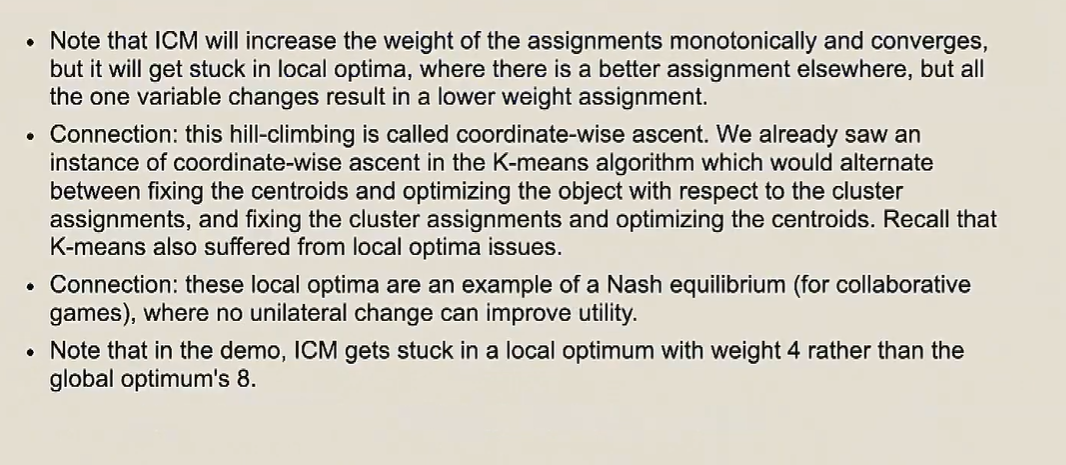 • Note that ICM will increase the weight of the assignments monotonically and converges,
but it will get stuck in local optima, where there is a better assignment elsewhere, but all
the one variable changes result in a lower weight assignment.
• Connection: this hill-climbing is called coordinate-wise ascent. We already saw an
instance of coordinate-wise ascent in the K-means algorithm which would alternate
between fixing the centroids and optimizing the object with respect to the cluster
assignments, and fixing the cluster assignments and optimizing the centroids. Recall that
K-means also suffered from local optima issues.
• Connection: these local optima are an example of a Nash equilibrium (for collaborative
games), where no unilateral change can improve utility.
• Note that in the demo, ICM gets stuck in a local optimum with weight 4 rather than the
global optimum's 8.